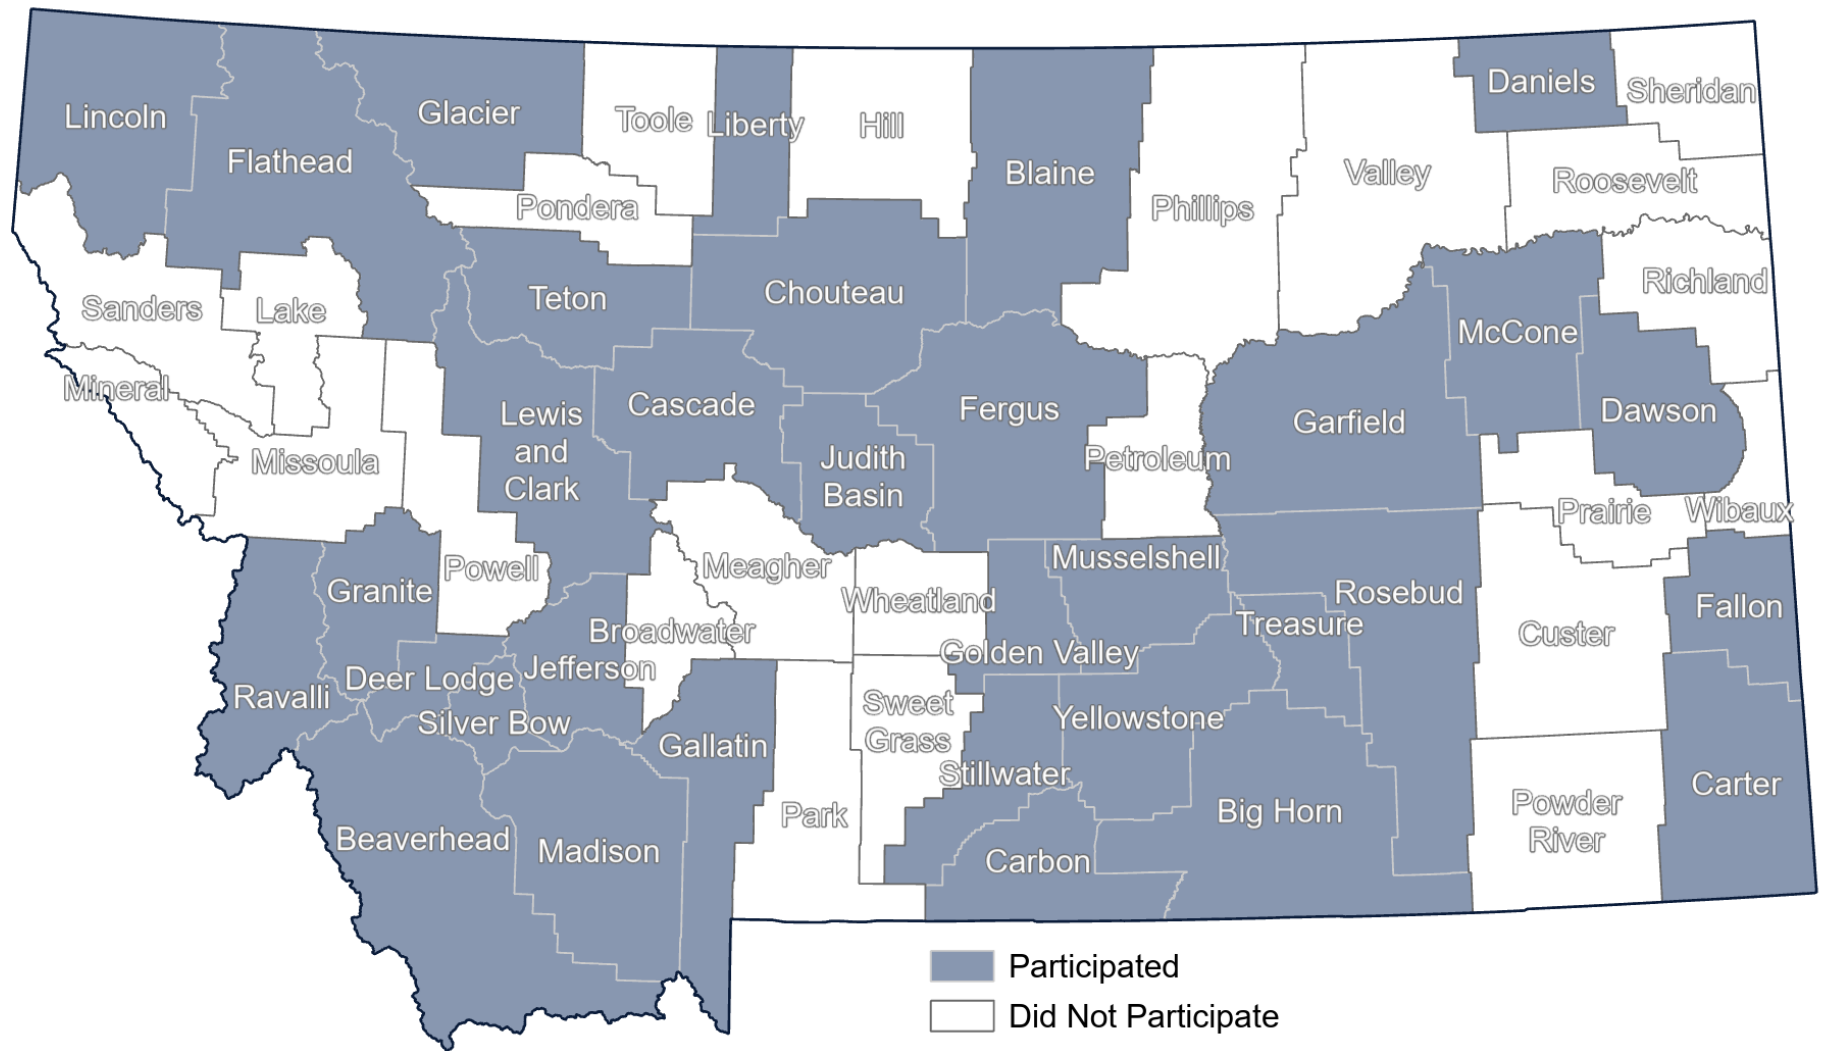 Lincoln
Flathead
Glacier
Toole
Liberty
Hill
Blaine
Phillips
Valley
Daniels
Sheridan
Roosevelt
Pondera
Richland
Sanders
Lake
Teton
Chouteau
McCone
Mineral
Missoula
Lewis
and
Clark
Cascade
Judith
Basin
Fergus
Petroleum
Garfield
Dawson
Prairie
Wibaux
Powell
Granite
Meagher
Wheatland
Musselshell
Rosebud
Treasure
Custer
Fallon
Broadwater
Jefferson
Golden Valley
Deer Lodge
Ravalli
Silver Bow
Gallatin
Sweet
Grass
Yellowstone
Stillwater
Park
Big Horn
Powder
River
Carter
Beaverhead
Madison
Carbon
Participated
Did Not Participate